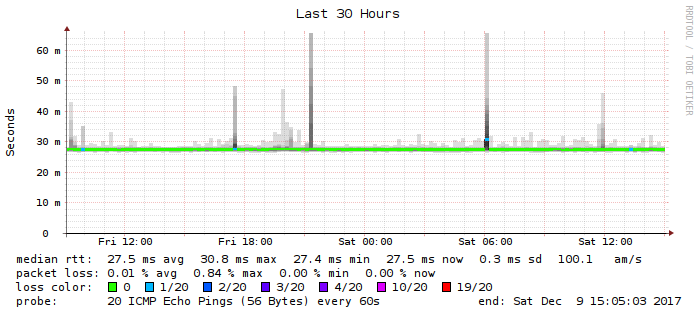 Last 30 Hours
RRDTOOL / TOBI OETIKER
Seconds
60 m
50 m
40 m
30 m
20 m
10 m
0
Fri 12:00 Fri 18:00 Sat 00:00 Sat 06:00 Sat 12:00
median rtt: 27.5 ms avg 30.8 ms max 27.4 ms min 27.5 ms now 0.3 ms sd 100.1 am/s
packet loss: 0.01 % avg 0.84 % max 0.00 % min 0.00 % now
loss color: 0 1/20 2/20 3/20 4/20 10/20 19/20
probe: 20 ICMP Echo Pings (56 Bytes) every 60s end: Sat Dec 9 15:05:03 2017